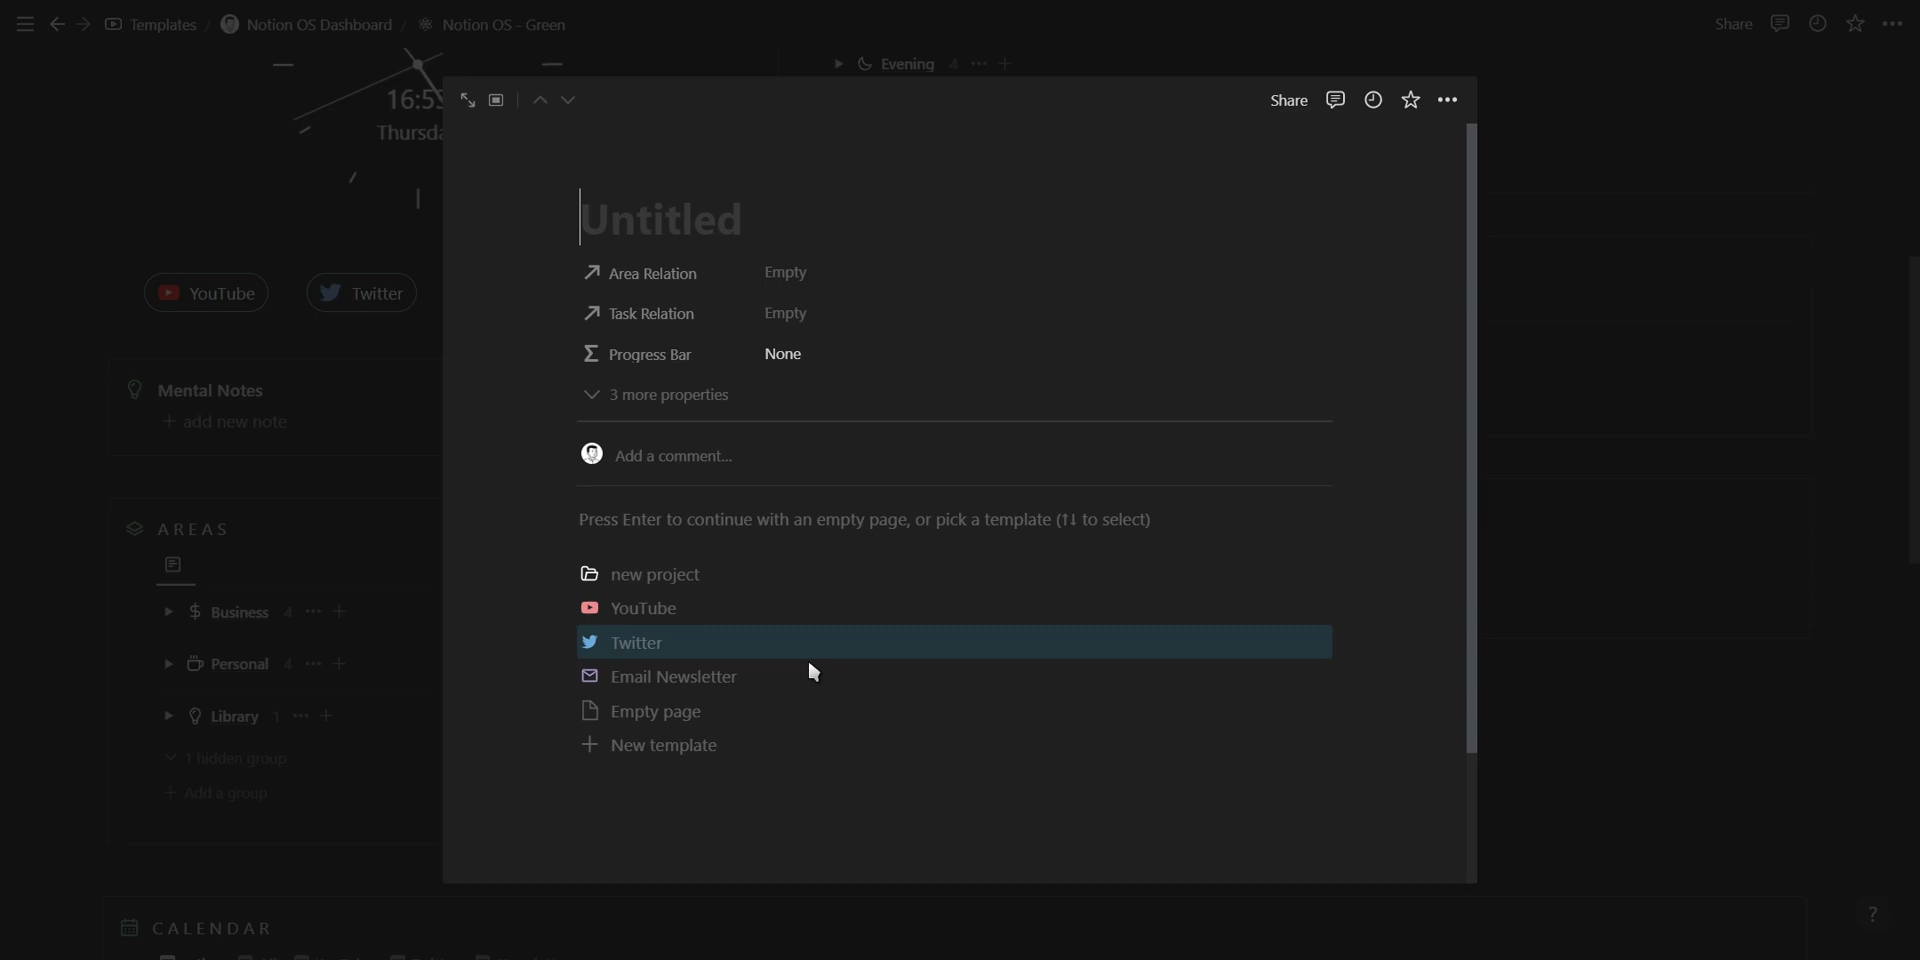 Templates / Notion OS Dashboard / Notion OS - Green
Share
Evening 4
16:53
Thursda
Share
Untitled
Area Relation Empty
Task Relation Empty
YouTube Twitter
Progress Bar None
3 more properties
Mental Notes
+ add new note
Add a comment...
Press Enter to continue with an empty page, or pick a template (↑↓ to select)
AREAS
new project
YouTube
Business 4
Twitter
Personal 4
Email Newsletter
Library 1
Empty page
New template
1 hidden group
+ Add a group
CALENDAR
?